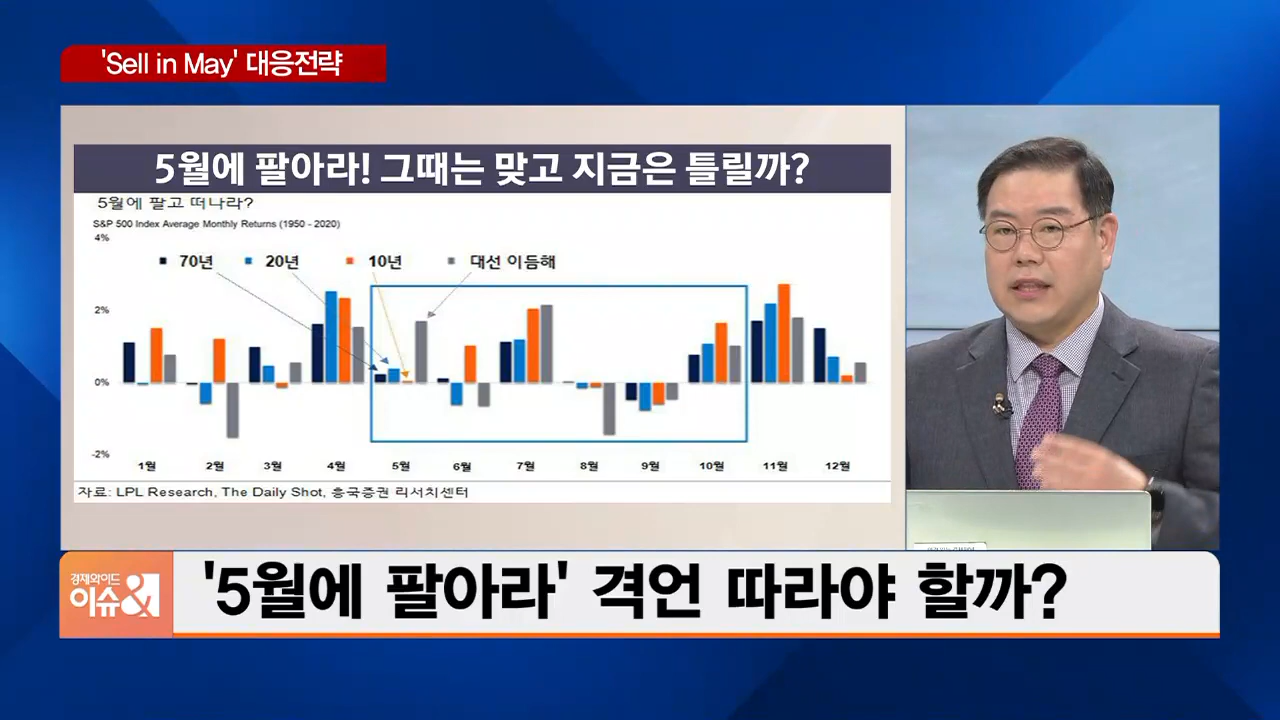 'Sell in May' 대응전략
5월에 팔아라! 그때는 맞고 지금은 틀릴까?
5월에 팔고 떠나라?
S&P 500 Index Average Monthly Returns (1950 - 2020)
4%
70년 20년 10년 대선 이듬해
2%
0%
-2%
1월 2월 3월 4월 5월 6월 7월 8월 9월 10월 11월 12월
자료: LPL Research, The Daily Shot, 흥국증권 리서치센터
경제와이드
이슈&
'5월에 팔아라' 격언 따라야 할까?